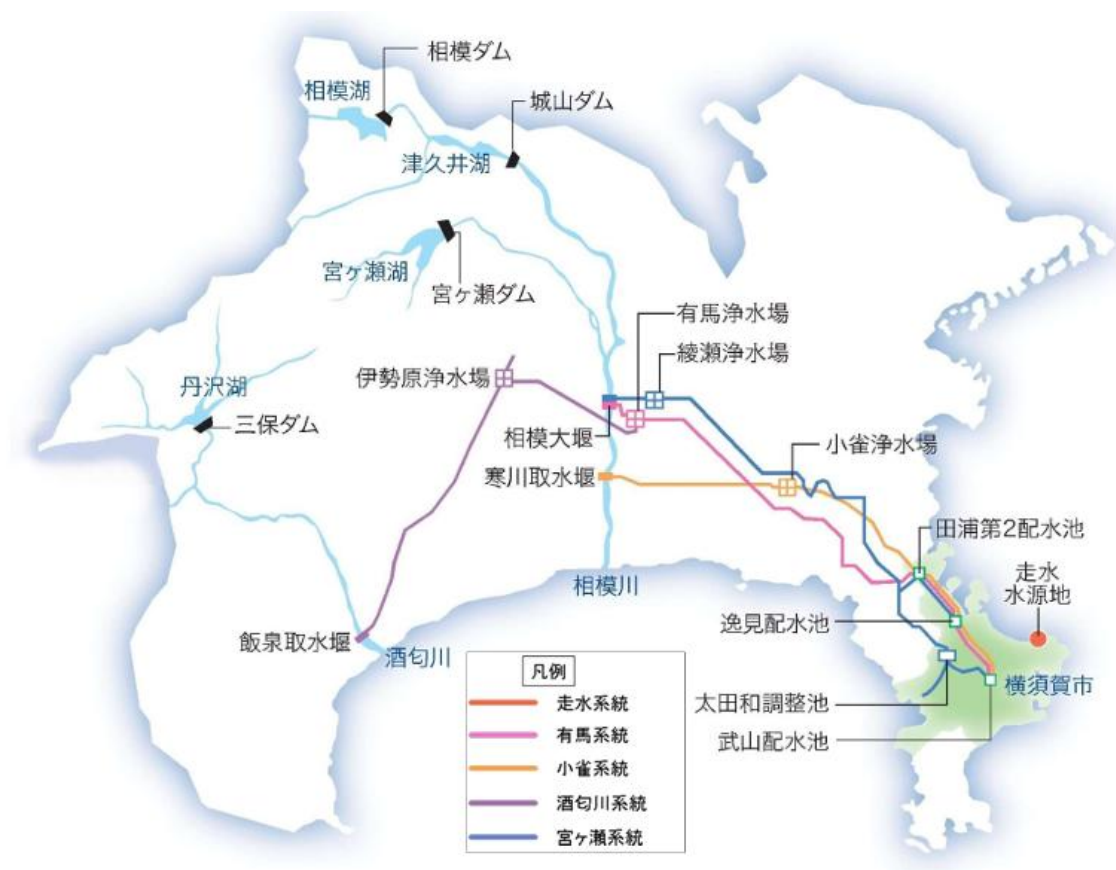 相模ダム
相模湖
城山ダム
津久井湖
宮ヶ瀬湖
宮ヶ瀬ダム
有馬浄水場
綾瀬浄水場
伊勢原浄水場
丹沢湖
三保ダム
相模大堰
小雀浄水場
寒川取水堰
田浦第2配水池
走水
水源地
相模川
逸見配水池
飯泉取水堰
酒匂川
横須賀市
太田和調整池
武山配水池
凡例
走水系統
有馬系統
小雀系統
酒匂川系統
宮ヶ瀬系統